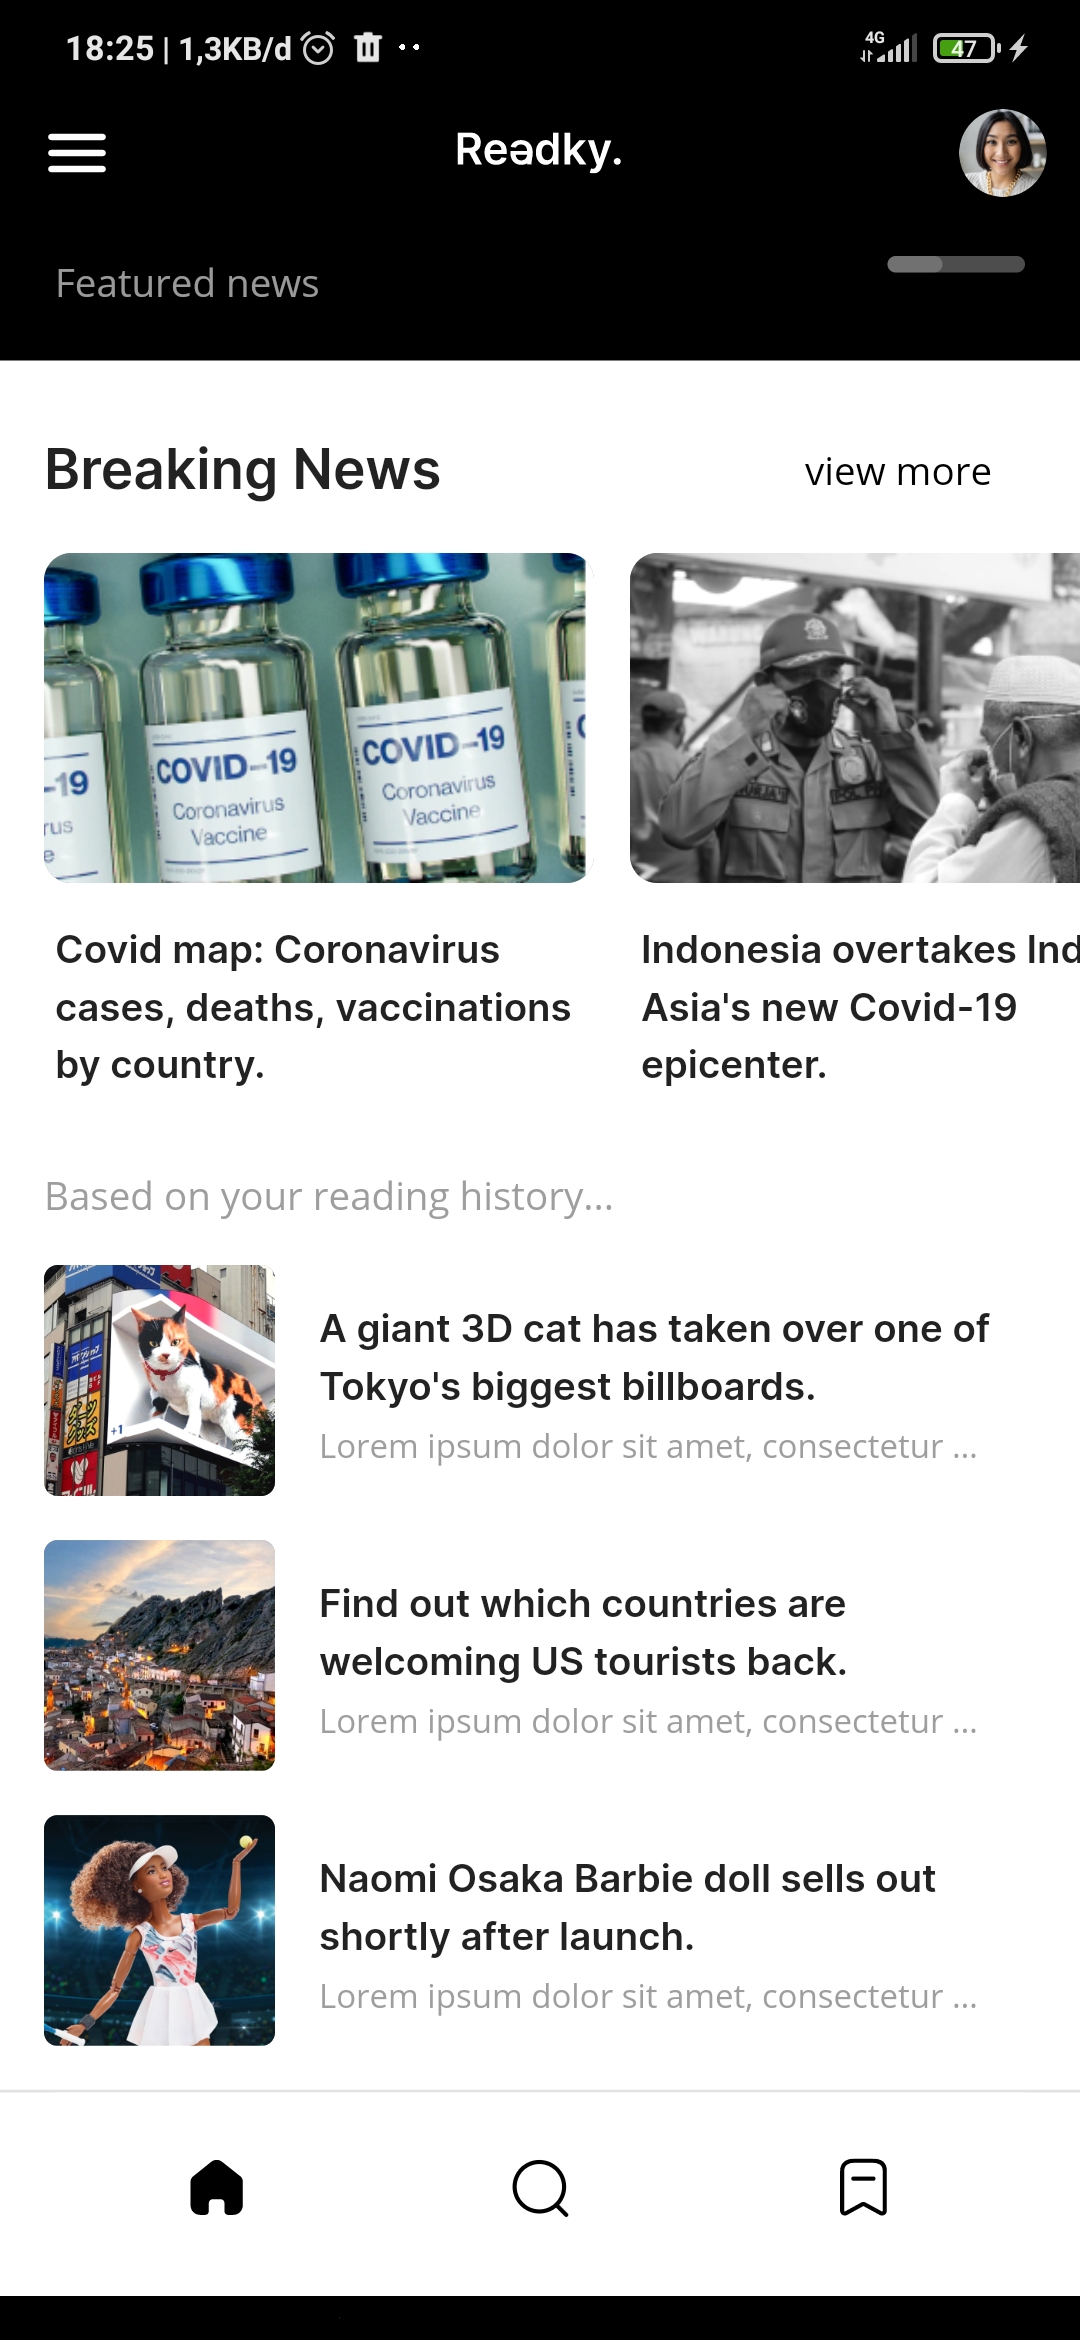 18:25 | 1,3KB/d
4G
47
Readky.
Featured news
Breaking News
view more
-19
rus
e
COVID-19
Coronavirus
Vaccine
COVID-19
Coronavirus
Vaccine
Covid map: Coronavirus
cases, deaths, vaccinations
by country.
Indonesia overtakes Ind
Asia's new Covid-19
epicenter.
Based on your reading history...
+1
A giant 3D cat has taken over one of
Tokyo's biggest billboards.
Lorem ipsum dolor sit amet, consectetur ...
Find out which countries are
welcoming US tourists back.
Lorem ipsum dolor sit amet, consectetur ...
Naomi Osaka Barbie doll sells out
shortly after launch.
Lorem ipsum dolor sit amet, consectetur ...